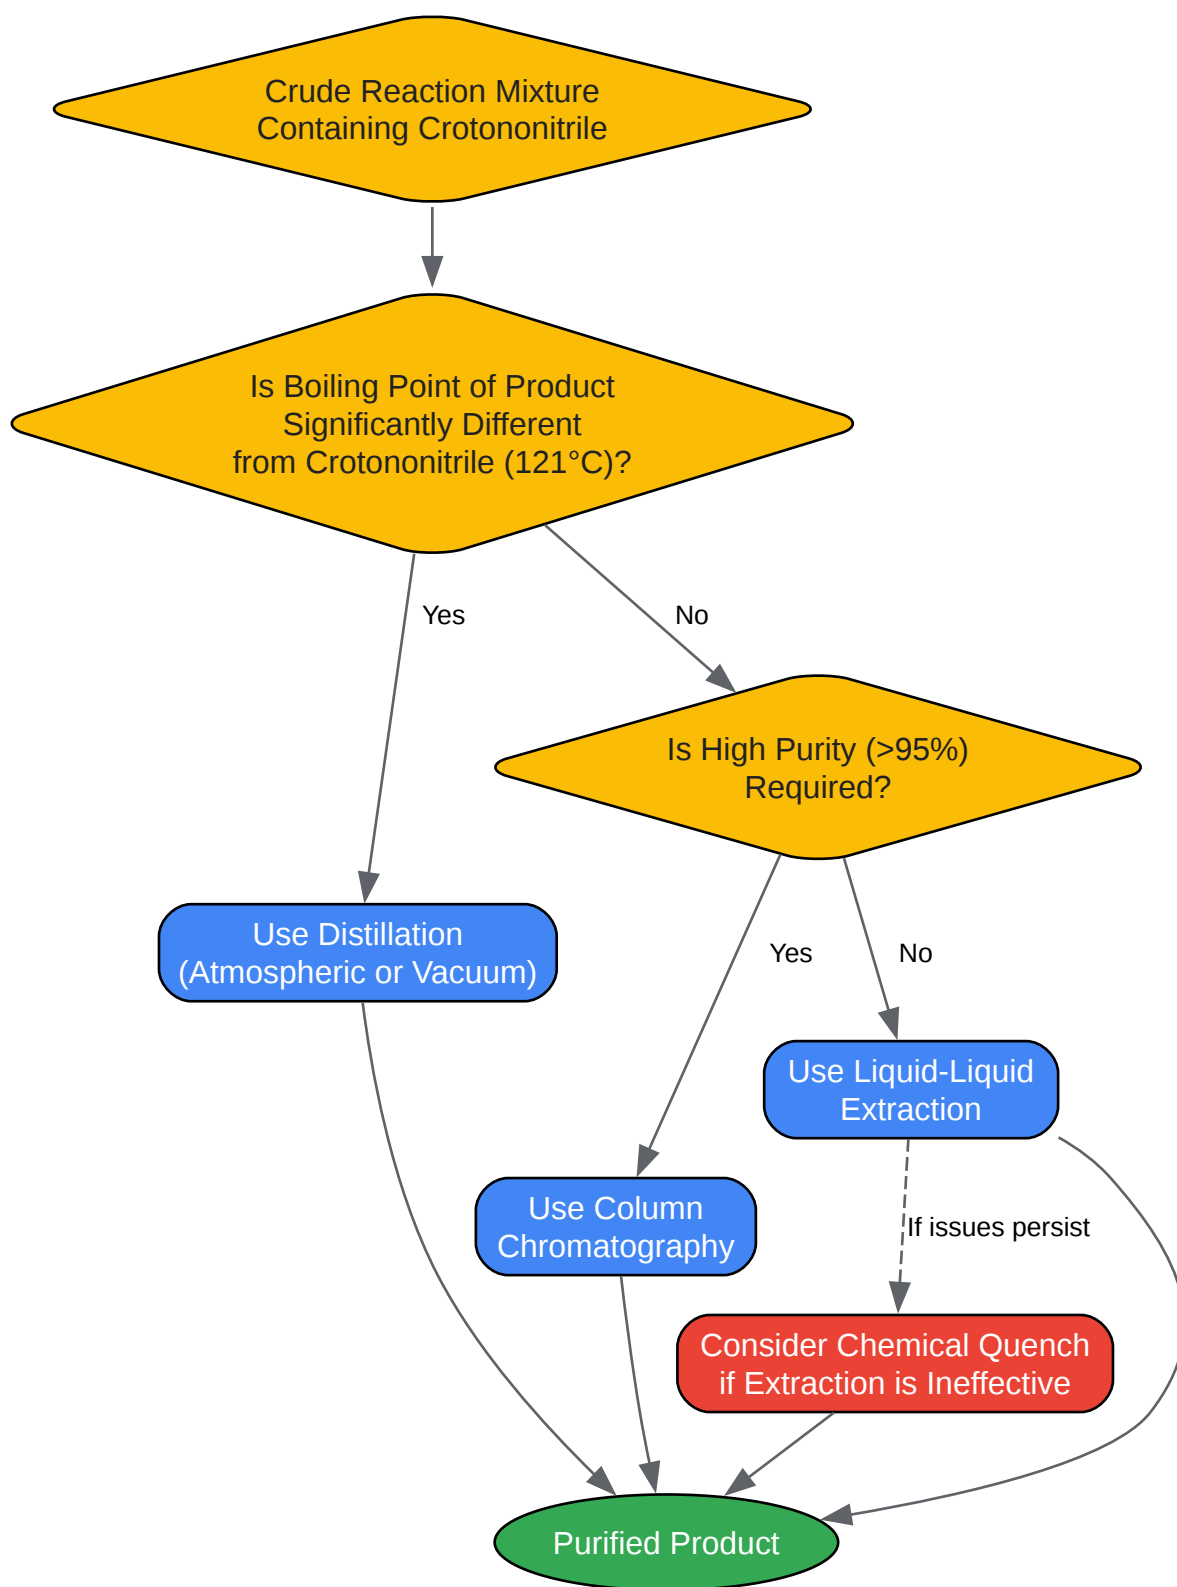 Crude Reaction Mixture
Containing Crotononitrile
Is Boiling Point of Product
Significantly Different
from Crotononitrile (121°C)?
Yes
No
Is High Purity (>95%)
Required?
Use Distillation
(Atmospheric or Vacuum)
Yes
No
Use Liquid-Liquid
Extraction
Use Column
Chromatography
If issues persist
Consider Chemical Quench
if Extraction is Ineffective
Purified Product